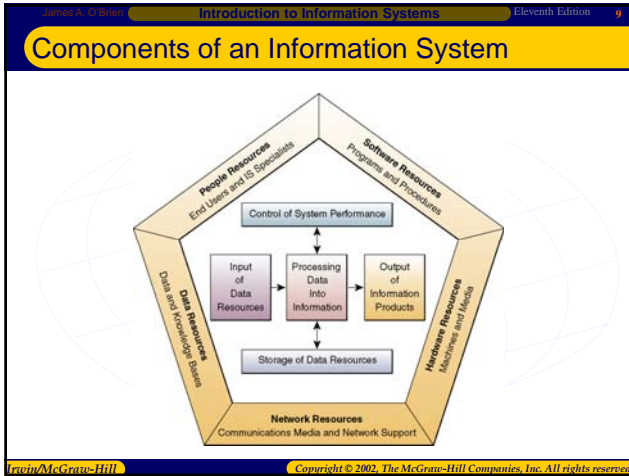 James A. O'Brien Introduction to Information Systems Eleventh Edition 9
Components of an Information System
People Resources
End Users and IS Specialists
Software Resources
Programs and Procedures
Control of System Performance
Input
of
Data
Resources
Processing
Data
Into
Information
Output
of
Information
Products
Data Resources
Data and Knowledge Bases
Hardware Resources
Machines and Media
Storage of Data Resources
Network Resources
Communications Media and Network Support
Irwin/McGraw-Hill Copyright © 2002, The McGraw-Hill Companies, Inc. All rights reserved